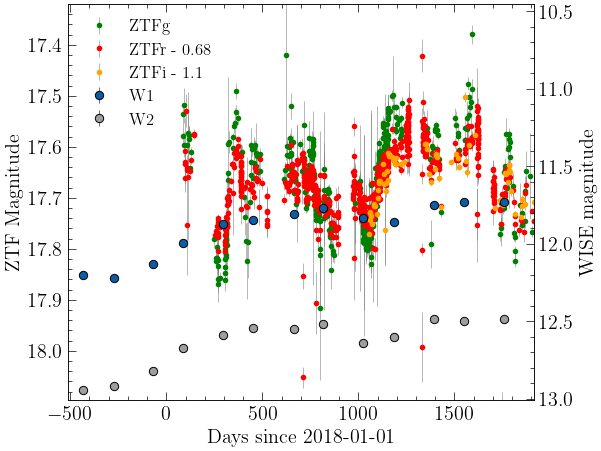 ZTFg
ZTFr - 0.68
ZTFi - 1.1
W1
W2
17.4
17.5
17.6
17.7
17.8
17.9
18.0
ZTF Magnitude
10.5
11.0
11.5
12.0
12.5
13.0
WISE magnitude
−500
0
500
1000
1500
Days since 2018-01-01